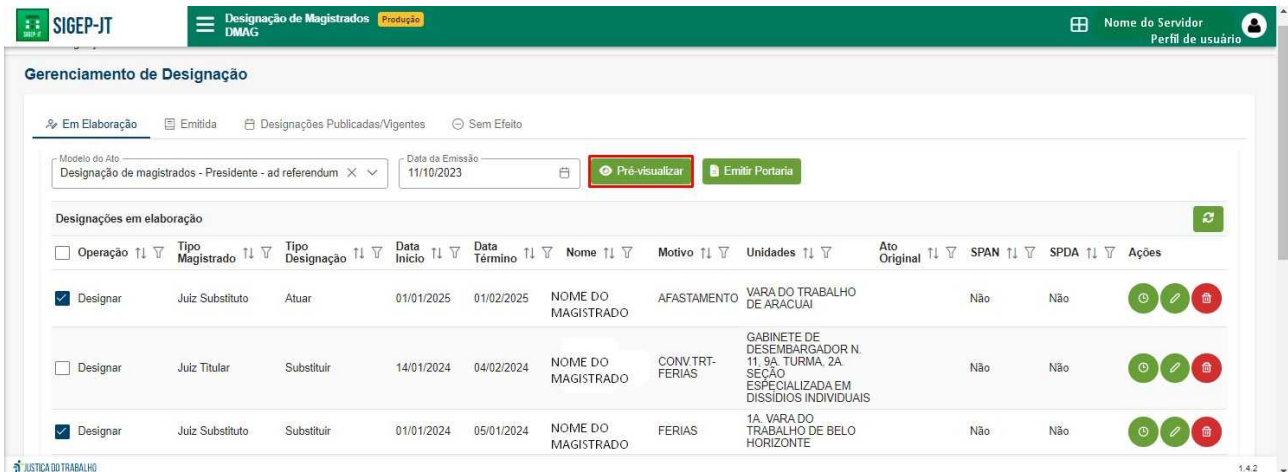 SIGEP-JT
Designação de Magistrados Produção
DMAG
Nome do Servidor
Perfil de usuário
Gerenciamento de Designação
Em Elaboração Emitida Designações Publicadas/Vigentes Sem Efeito
Modelo do Ato
Designação de magistrados - Presidente - ad referendum
Data da Emissão
11/10/2023
Pré-visualizar
Emitir Portaria
Designações em elaboração
Operação Tipo Magistrado Tipo Designação Data Início Data Término Nome Motivo Unidades Ato Original SPAN SPDA Ações
Designar Juiz Substituto Atuar 01/01/2025 01/02/2025 NOME DO MAGISTRADO AFASTAMENTO VARA DO TRABALHO DE ARACUAI Não Não
Designar Juiz Titular Substituir 14/01/2024 04/02/2024 NOME DO MAGISTRADO CONV.TRT-FERIAS GABINETE DE DESEMBARGADOR N. 11, 9A. TURMA, 2A. SEÇÃO ESPECIALIZADA EM DISSÍDIOS INDIVIDUAIS Não Não
Designar Juiz Substituto Substituir 01/01/2024 05/01/2024 NOME DO MAGISTRADO FERIAS 1A. VARA DO TRABALHO DE BELO HORIZONTE Não Não
JUSTIÇA DO TRABALHO
1.4.2